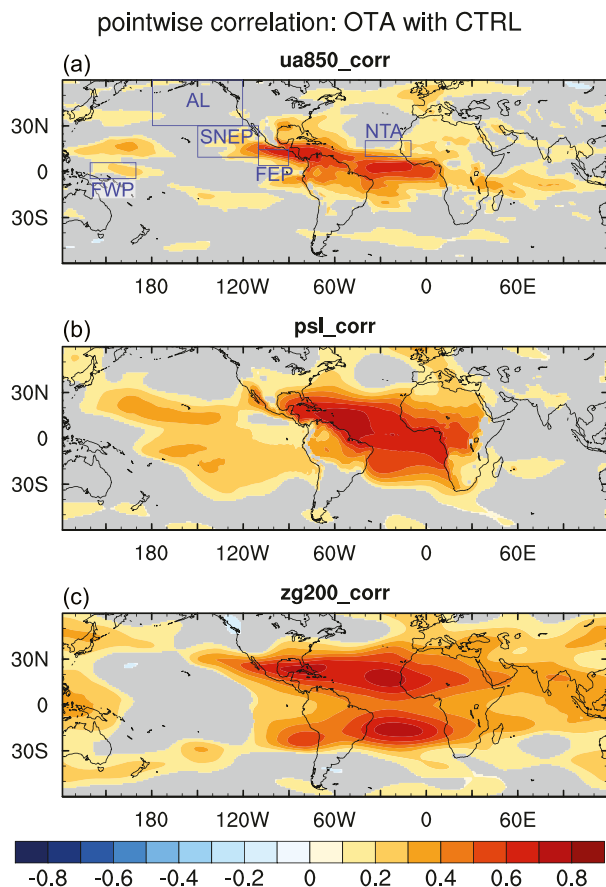 pointwise correlation: OTA with CTRL
(a)
ua850_corr
AL
SNEP
NTA
FEP
FWP
30N
0
30S
180 120W 60W 0 60E
(b)
psl_corr
30N
0
30S
180 120W 60W 0 60E
(c)
zg200_corr
30N
0
30S
180 120W 60W 0 60E
-0.8 -0.6 -0.4 -0.2 0 0.2 0.4 0.6 0.8